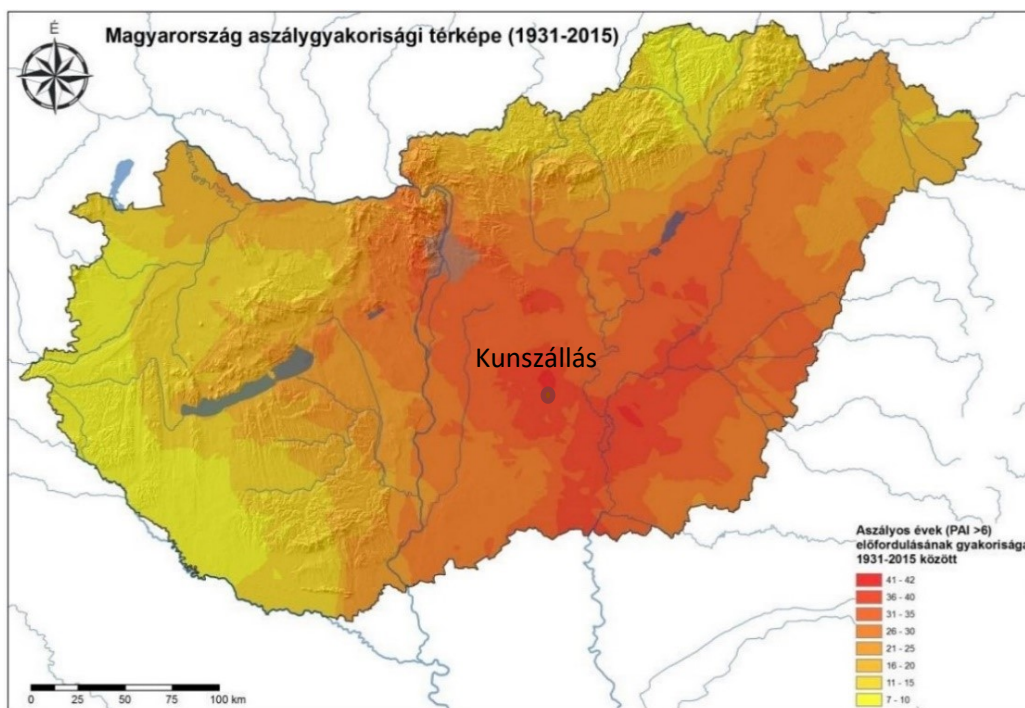 É
Magyarország aszálygyakorisági térképe (1931-2015)
Kunszállás
Aszályos évek (PAI >6)
előfordulásának gyakorisága
1931-2015 között
41 - 42
36 - 40
31 - 35
26 - 30
21 - 25
16 - 20
11 - 15
7 - 10
0 25 50 75 100 km